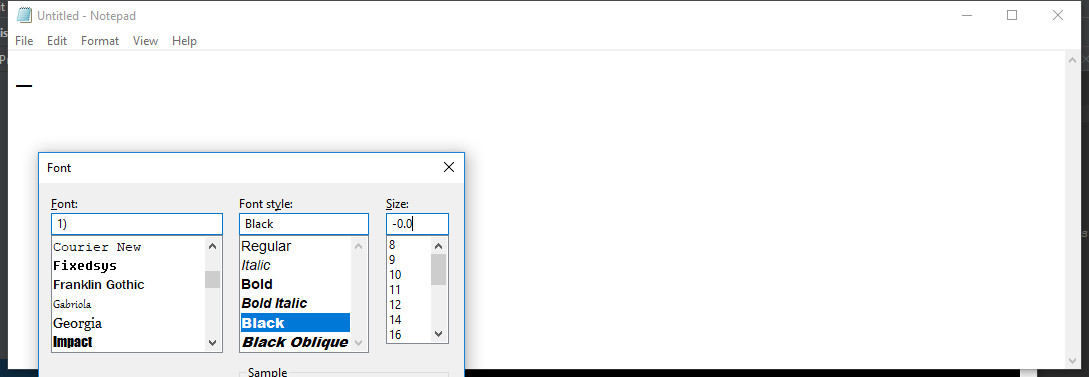 Untitled - Notepad
File Edit Format View Help
—
Font
Font: Font style: Size:
1) Black -0.0
Courier New Regular 8
Fixedsys Italic 9
Franklin Gothic Bold 10
Gabriola Bold Italic 11
Georgia Black 12
Impact Black Oblique 14
16
Sample